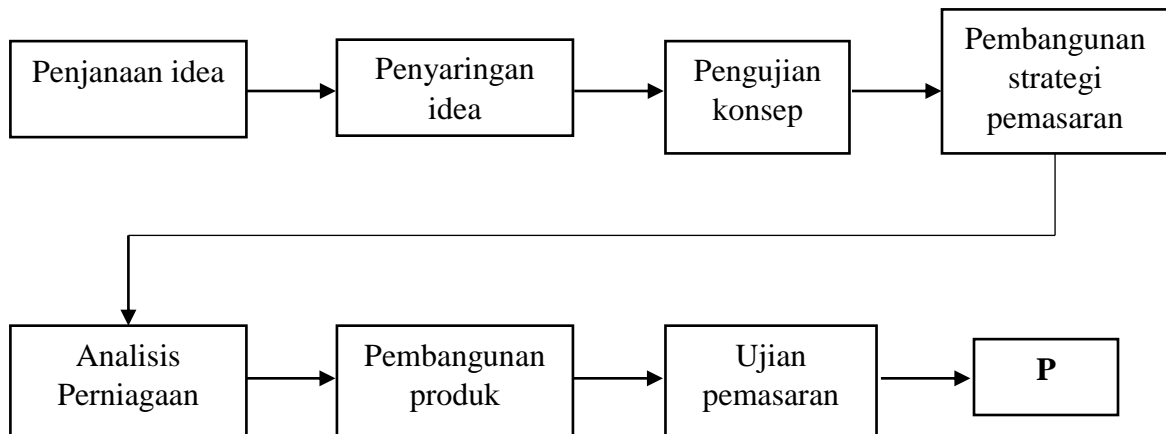 Penjanaan idea
Penyaringan
idea
Pengujian
konsep
Pembangunan
strategi
pemasaran
Analisis
Perniagaan
Pembangunan
produk
Ujian
pemasaran
P